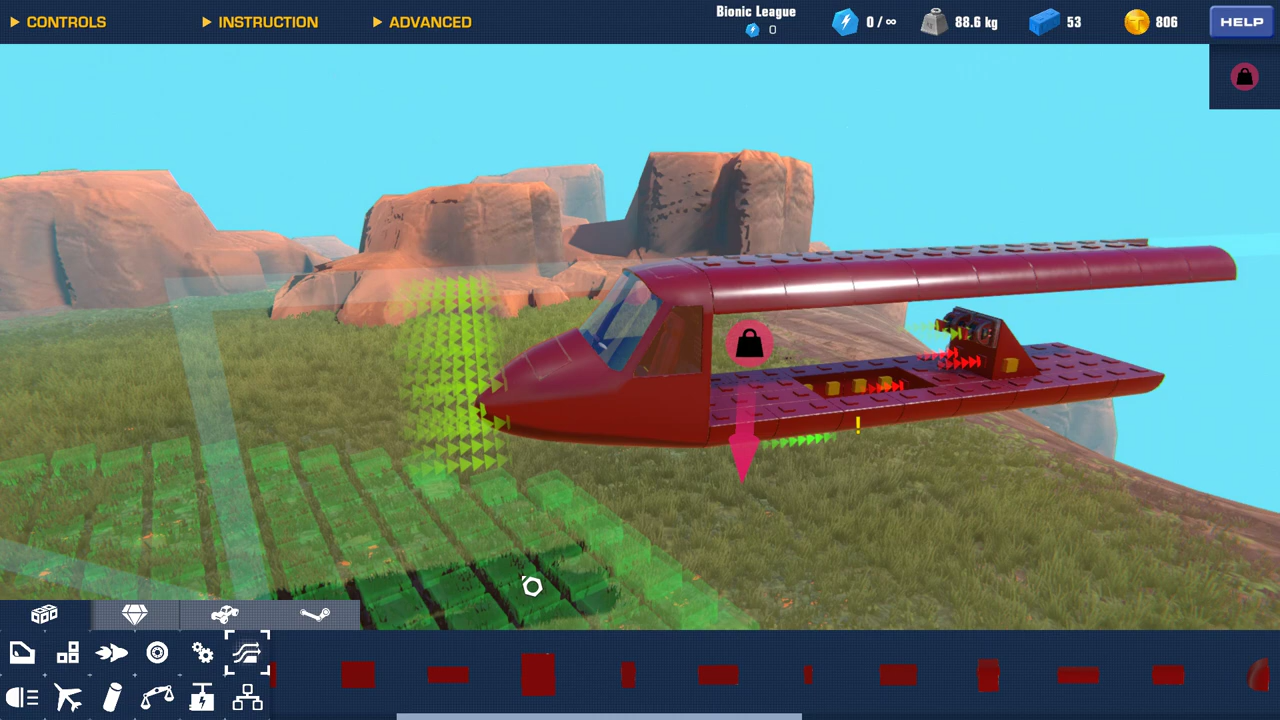 CONTROLS
INSTRUCTION
ADVANCED
Bionic League
0
0 / ∞
88.6 kg
53
806
HELP
!